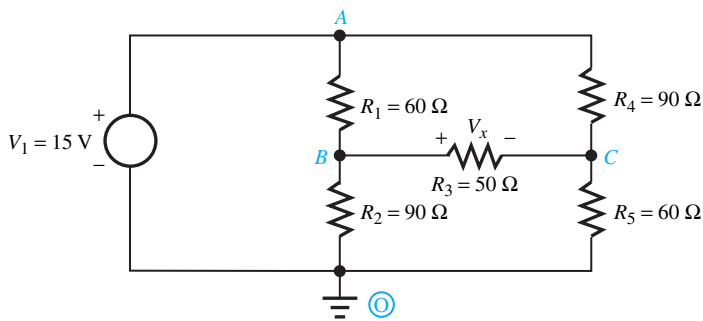 A
+
V₁ = 15 V
−
R₁ = 60 Ω
R₄ = 90 Ω
+ Vₓ −
B
C
R₃ = 50 Ω
R₂ = 90 Ω
R₅ = 60 Ω
O